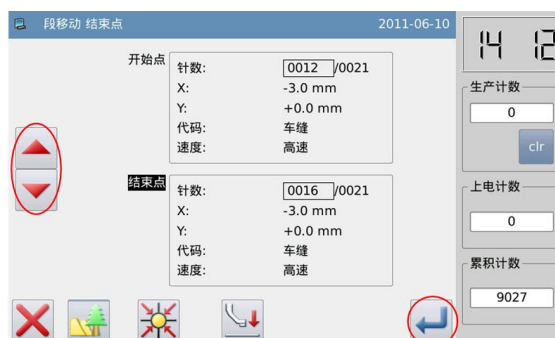 段移动 结束点 2011-06-10
14 12
开始点
针数: 0012 /0021
X: -3.0 mm
Y: +0.0 mm
代码: 车缝
速度: 高速
结束点
针数: 0016 /0021
X: -3.0 mm
Y: +0.0 mm
代码: 车缝
速度: 高速
生产计数
0
clr
上电计数
0
累积计数
9027